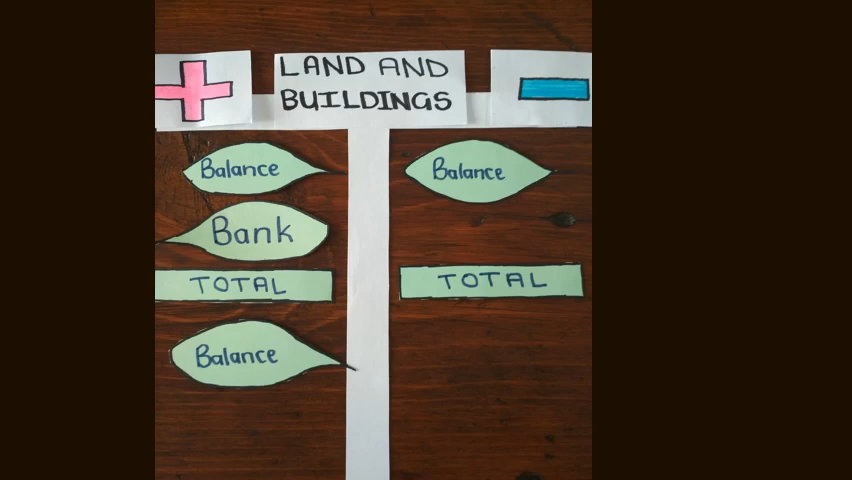 LAND AND
BUILDINGS
Balance
Bank
TOTAL
Balance
Balance
TOTAL